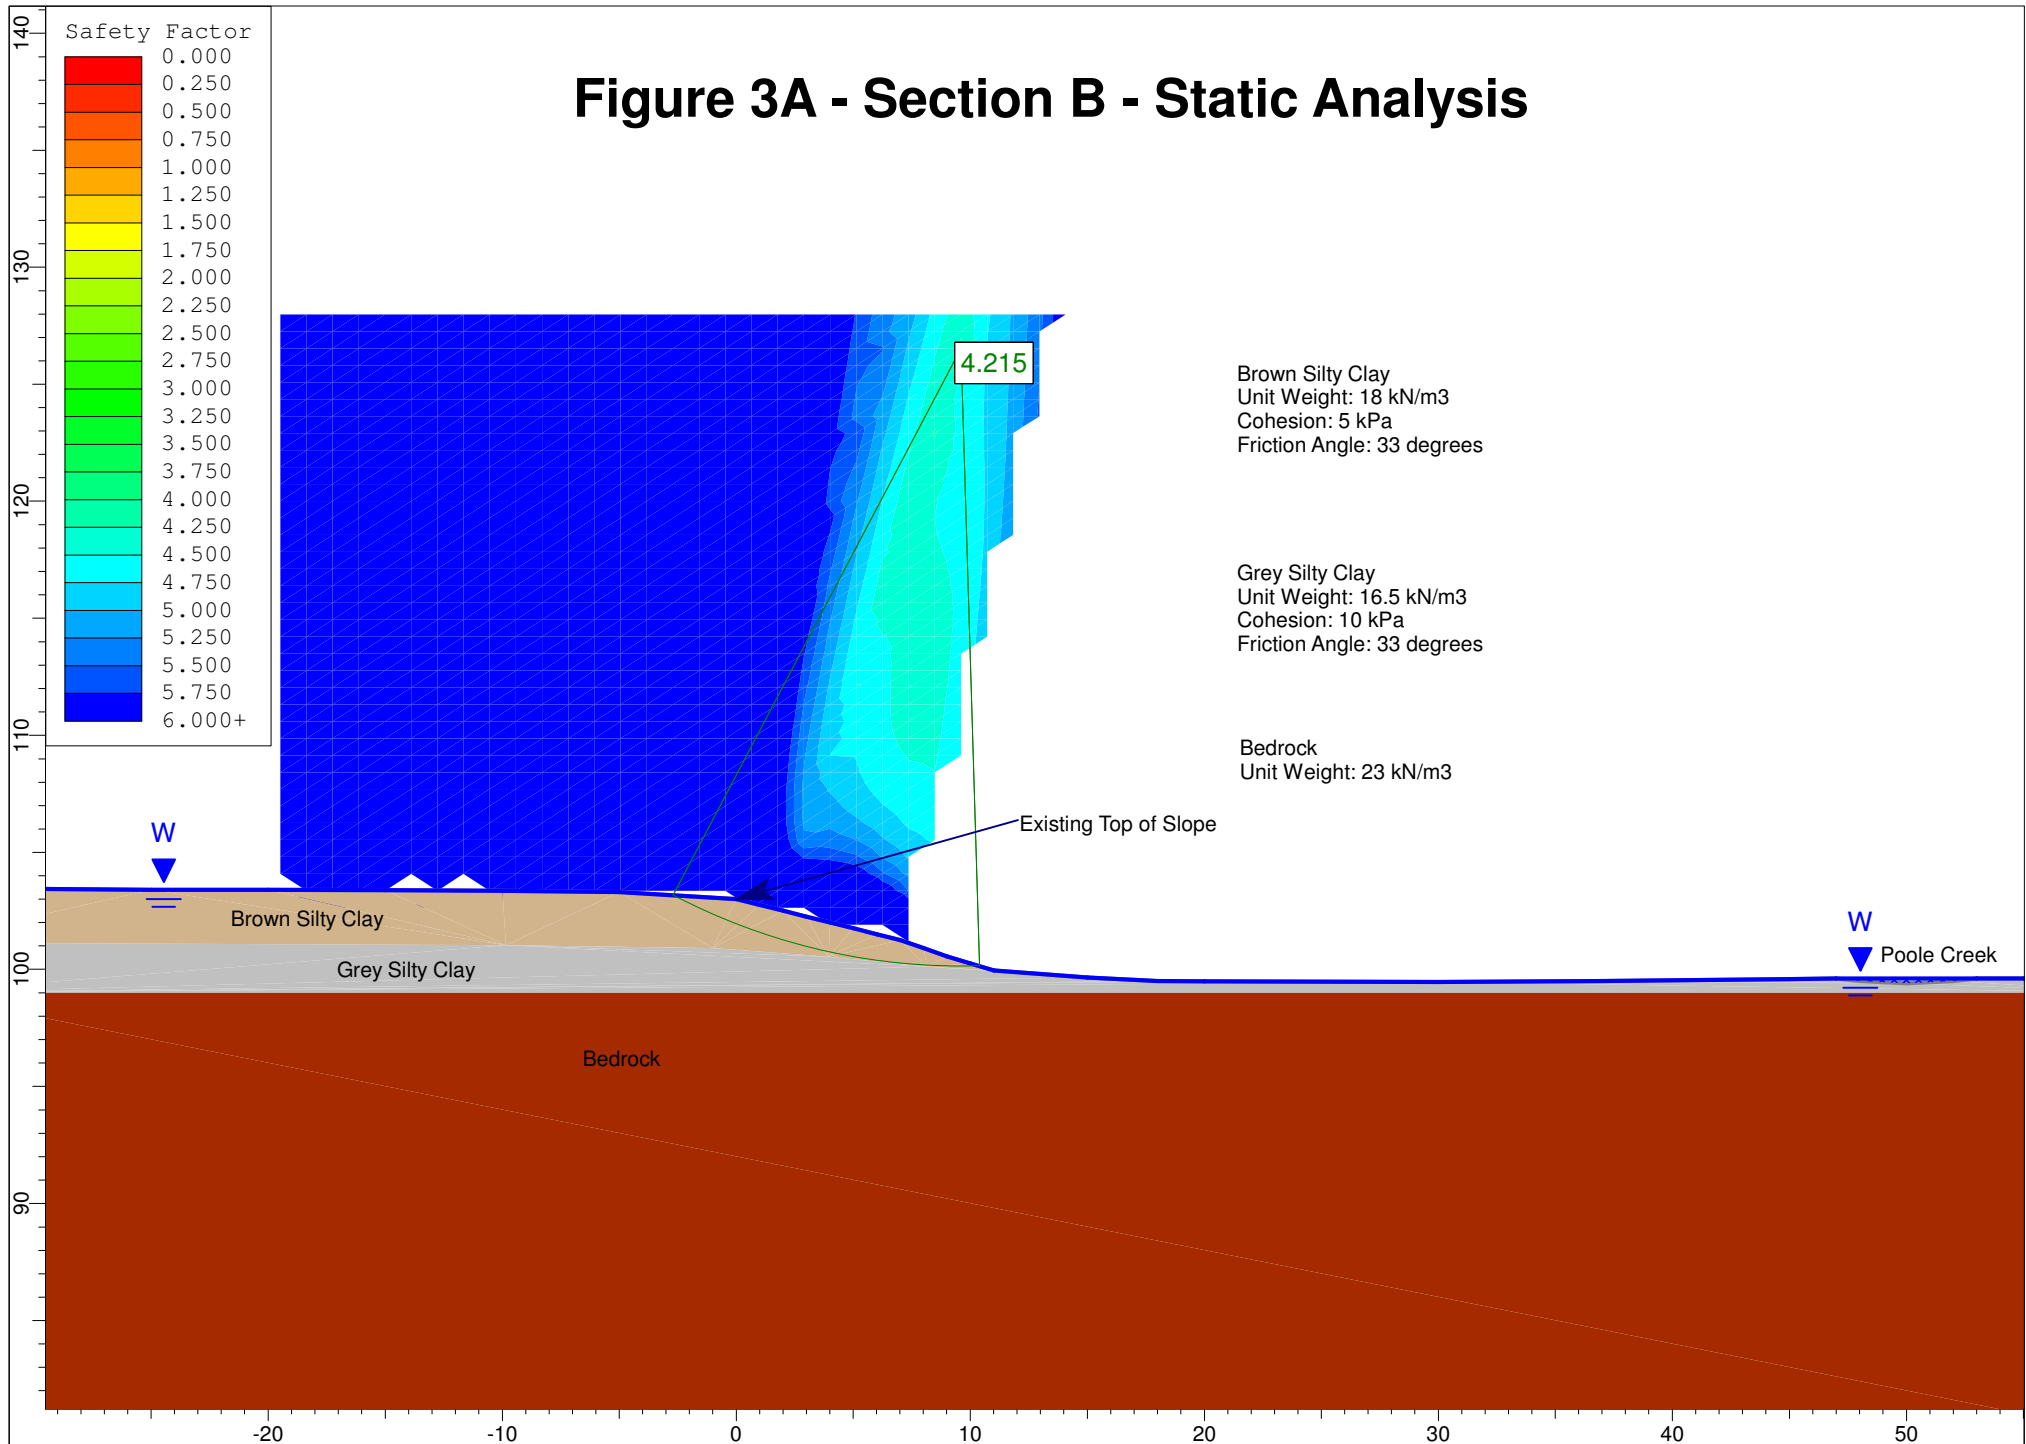 Safety Factor
0.000
0.250
0.500
0.750
1.000
1.250
1.500
1.750
2.000
2.250
2.500
2.750
3.000
3.250
3.500
3.750
4.000
4.250
4.500
4.750
5.000
5.250
5.500
5.750
6.000+
Figure 3A - Section B - Static Analysis
4.215
Brown Silty Clay
Unit Weight: 18 kN/m3
Cohesion: 5 kPa
Friction Angle: 33 degrees
Grey Silty Clay
Unit Weight: 16.5 kN/m3
Cohesion: 10 kPa
Friction Angle: 33 degrees
Bedrock
Unit Weight: 23 kN/m3
Existing Top of Slope
W
Brown Silty Clay
Grey Silty Clay
W
Poole Creek
Bedrock
140
130
120
110
100
90
-20
-10
0
10
20
30
40
50